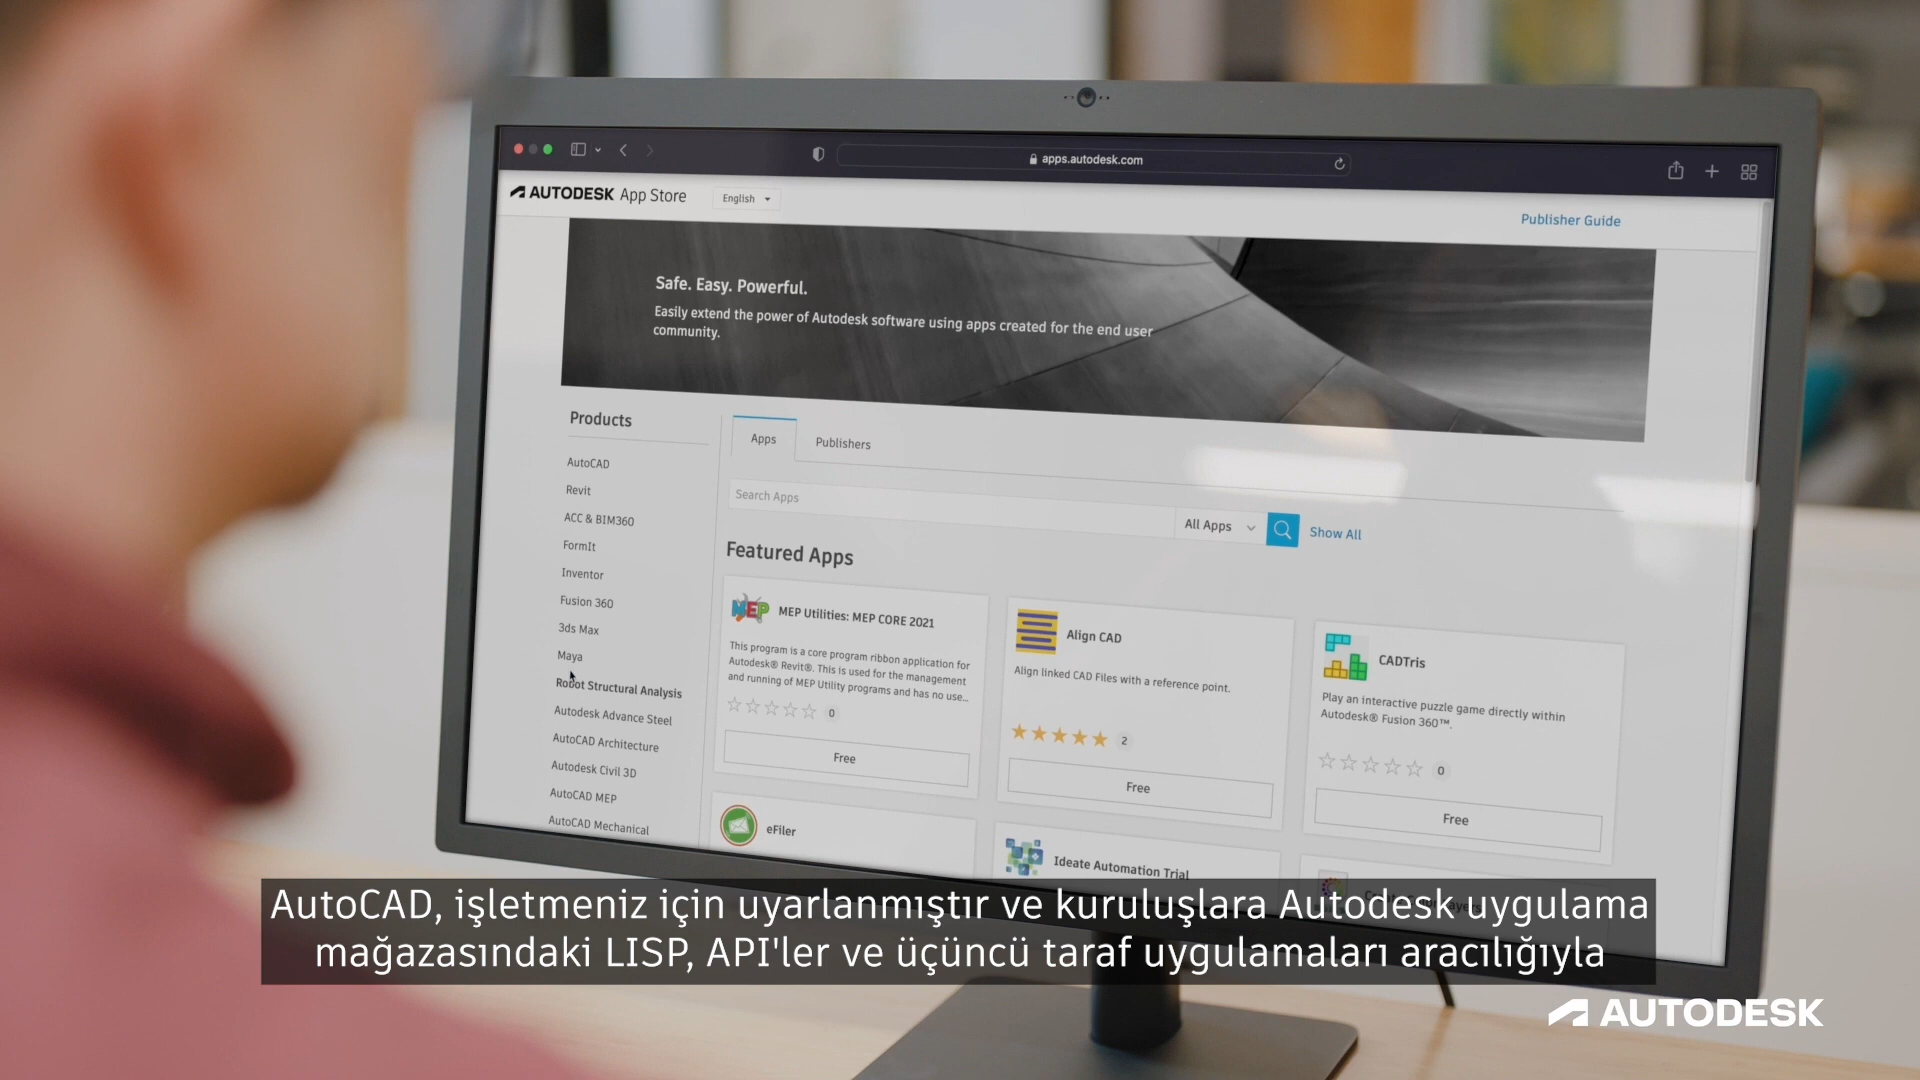 apps.autodesk.com
AUTODESK App Store
English
Publisher Guide
Safe. Easy. Powerful.
Easily extend the power of Autodesk software using apps created for the end user
community.
Products
AutoCAD
Revit
ACC & BIM360
FormIt
Inventor
Fusion 360
3ds Max
Maya
Robot Structural Analysis
Autodesk Advance Steel
AutoCAD Architecture
Autodesk Civil 3D
AutoCAD MEP
AutoCAD Mechanical
Apps
Publishers
Search Apps
All Apps
Show All
Featured Apps
MEP
MEP Utilities: MEP CORE 2021
This program is a core program ribbon application for
Autodesk® Revit®. This is used for the management
and running of MEP Utility programs and has no use...
0
Free
Align CAD
Align linked CAD Files with a reference point.
2
Free
CADTris
Play an interactive puzzle game directly within
Autodesk® Fusion 360™.
0
Free
eFiler
Ideate Automation Trial
AutoCAD, işletmeniz için uyarlanmıştır ve kuruluşlara Autodesk uygulama
mağazasındaki LISP, API'ler ve üçüncü taraf uygulamaları aracılığıyla
AUTODESK